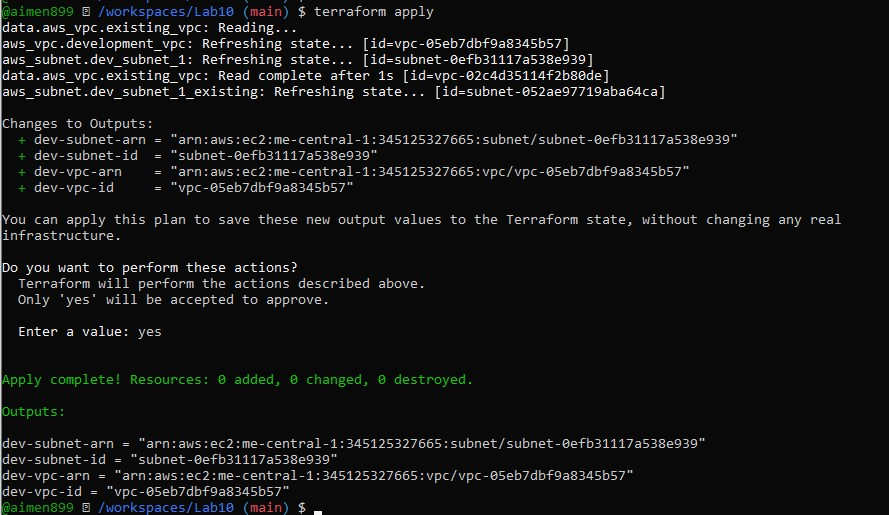 @aimen899 /workspaces/Lab10 (main) $ terraform apply
data.aws_vpc.existing_vpc: Reading...
aws_vpc.development_vpc: Refreshing state... [id=vpc-05eb7dbf9a8345b57]
aws_subnet.dev_subnet_1: Refreshing state... [id=subnet-0efb31117a538e939]
data.aws_vpc.existing_vpc: Read complete after 1s [id=vpc-02c4d35114f2b80de]
aws_subnet.dev_subnet_1_existing: Refreshing state... [id=subnet-052ae97719aba64ca]
Changes to Outputs:
+ dev-subnet-arn = "arn:aws:ec2:me-central-1:345125327665:subnet/subnet-0efb31117a538e939"
+ dev-subnet-id  = "subnet-0efb31117a538e939"
+ dev-vpc-arn    = "arn:aws:ec2:me-central-1:345125327665:vpc/vpc-05eb7dbf9a8345b57"
+ dev-vpc-id     = "vpc-05eb7dbf9a8345b57"
You can apply this plan to save these new output values to the Terraform state, without changing any real
infrastructure.
Do you want to perform these actions?
Terraform will perform the actions described above.
Only 'yes' will be accepted to approve.
Enter a value: yes
Apply complete! Resources: 0 added, 0 changed, 0 destroyed.
Outputs:
dev-subnet-arn = "arn:aws:ec2:me-central-1:345125327665:subnet/subnet-0efb31117a538e939"
dev-subnet-id = "subnet-0efb31117a538e939"
dev-vpc-arn = "arn:aws:ec2:me-central-1:345125327665:vpc/vpc-05eb7dbf9a8345b57"
dev-vpc-id = "vpc-05eb7dbf9a8345b57"
@aimen899 /workspaces/Lab10 (main) $